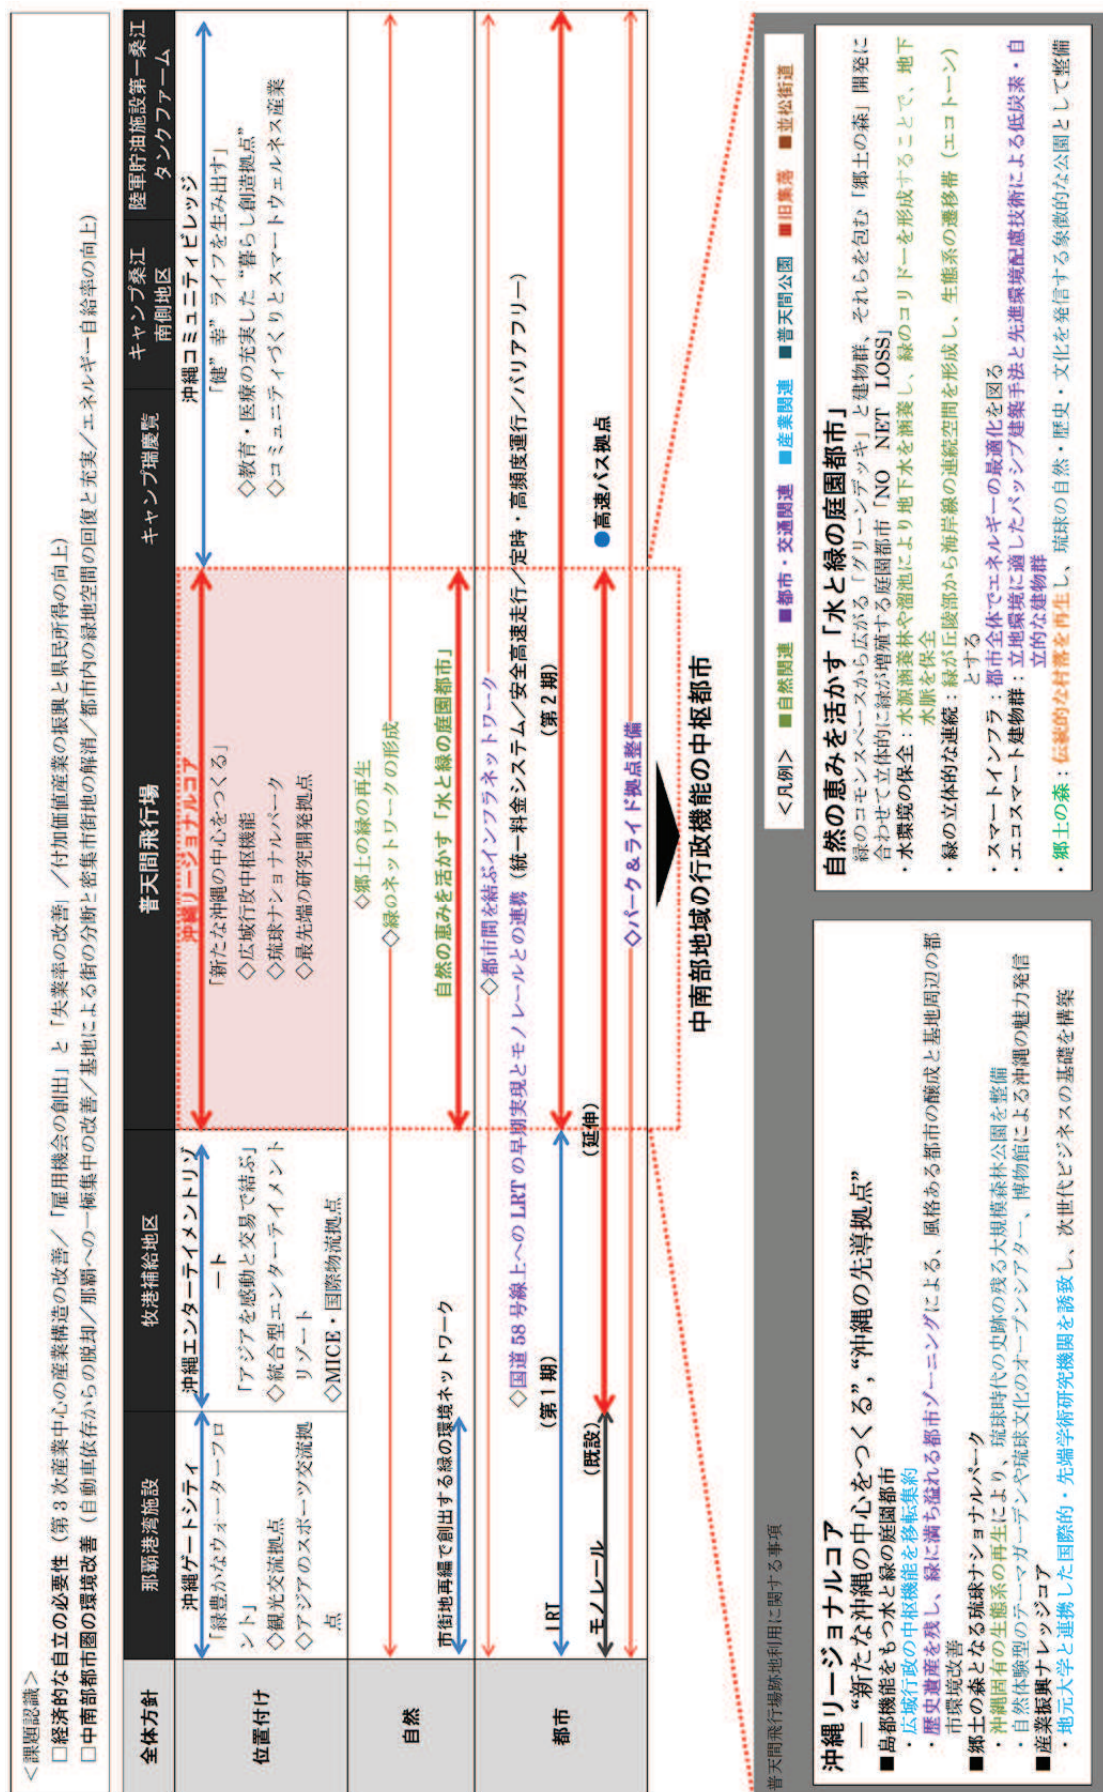 <課題認識>
□経済的な自立の必要性（第3次産業中心の産業構造の改善／「雇用機会の創出」と「失業率の改善」／付加価値産業の振興と県民所得の向上）
□中南部都市圏の環境改善（自動車依存からの脱却／那覇への一極集中の改善／基地による街の分断と密集市街地の解消／都市内の緑地空間の回復と充実／エネルギー自給率の向上）
全体方針
那覇港湾施設
牧港補給地区
普天間飛行場
キャンプ瑞慶覧
キャンプ桑江
南側地区
陸軍貯油施設第一桑江
タンクファーム
位置付け
沖縄ゲートシティ
「緑豊かなウォーターフロ
ント」
◇観光交流拠点
◇アジアのスポーツ交流拠
点
沖縄エンターテイメントリゾ
ート
「アジアを感動と交易で結ぶ」
◇統合型エンターテイメント
リゾート
◇MICE・国際物流拠点
沖縄リージョナルコア
「新たな沖縄の中心をつくる」
◇広域行政中枢機能
◇琉球ナショナルパーク
◇最先端の研究開発拠点
沖縄コミュニティビレッジ
「“健”幸”ライフを生み出す」
◇教育・医療の充実した“暮らし創造拠点”
◇コミュニティづくりとスマートウェルネス産業
自然
◇郷土の緑の再生
◇緑のネットワークの形成
市街地再編で創出する緑の環境ネットワーク
自然の恵みを活かす「水と緑の庭園都市」
都市
◇都市間を結ぶインフラネットワーク
◇国道58号線上へのLRTの早期実現とモノレールとの連携（統一料金システム／安全高速走行／定時・高頻度運行／バリアフリー）
LRT
（第1期）
（第2期）
モノレール
（既設）
（延伸）
●高速バス拠点
◇パーク＆ライド拠点整備
中南部地域の行政機能の中枢都市
普天間飛行場跡地利用に関する事項
<凡例>　■自然関連　■都市・交通関連　■産業関連　■普天間公園　■旧集落　■並松街道
沖縄リージョナルコア
―“新たな沖縄の中心をつくる”,“沖縄の先導拠点”
■島都機能をもつ水と緑の庭園都市
・広域行政の中枢機能を移転集約
・歴史遺産を残し、緑に満ち溢れる都市ゾーニングによる、風格ある都市の醸成と基地周辺の都
市環境改善
■郷土の森となる琉球ナショナルパーク
・沖縄固有の生態系の再生により、琉球時代の史跡の残る大規模森林公園を整備
・自然体験型のテーマガーデンや琉球文化のオープンシアター、博物館による沖縄の魅力発信
■産業振興ナレッジコア
・地元大学と連携した国際的・先端学術研究機関を誘致し、次世代ビジネスの基礎を構築
自然の恵みを活かす「水と緑の庭園都市」
緑のコモンスペースから広がる「グリーンデッキ」と建物群、それらを包む「郷土の森」開発に
合わせて立体的に緑が増殖する庭園都市「NO NET LOSS」
・水環境の保全：水源涵養林や溜池により地下水を涵養し、緑のコリドーを形成することで、地下
水脈を保全
・緑の立体的な連続：緑が丘陵部から海岸線の連続空間を形成し、生態系の遷移帯（エコトーン）
とする
・スマートインフラ：都市全体でエネルギーの最適化を図る
・エコスマート建物群：立地環境に適したパッシブ建築手法と先進環境配慮技術による低炭素・自
立的な建物群
・郷土の森：伝統的な村落を再生し、琉球の自然・歴史・文化を発信する象徴的な公園として整備